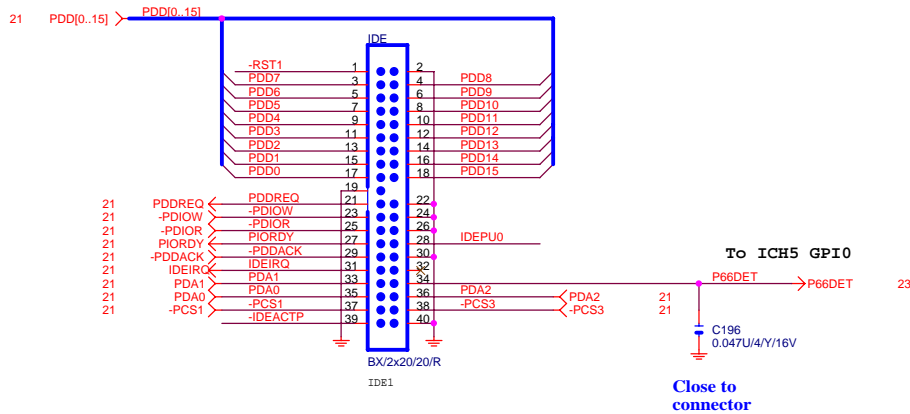 21 PDD[0..15] PDD[0..15]
IDE
-RST1 1 2
PDD7 3 4 PDD8
PDD6 5 6 PDD9
PDD5 7 8 PDD10
PDD4 9 10 PDD11
PDD3 11 12 PDD12
PDD2 13 14 PDD13
PDD1 15 16 PDD14
PDD0 17 18 PDD15
19
21 PDDREQ PDDREQ 21 22
21 -PDIOW -PDIOW 23 24
21 -PDIOR -PDIOR 25 26
21 PIORDY PIORDY 27 28 IDEPU0
21 -PDDACK -PDDACK 29 30
21 IDEIRQ IDEIRQ 31 32
To ICH5 GPI0
21 PDA1 PDA1 33 34 P66DET P66DET 23
21 PDA0 PDA0 35 36 PDA2 PDA2 21
21 -PCS1 -PCS1 37 38 -PCS3 -PCS3 21
-IDEACTP 39 40
C196
0.047U/4/Y/16V
BX/2x20/20/R
IDE1
Close to
connector